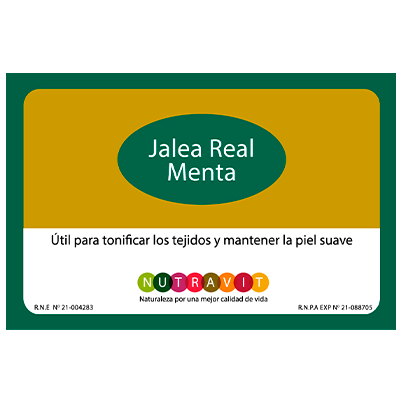 Jalea Real
Menta
Útil para tonificar los tejidos y mantener la piel suave
NUTRAVIT
Naturaleza por una mejor calidad de vida
R.N.E Nº 21-004283
R.N.P.A EXP Nº 21-088705